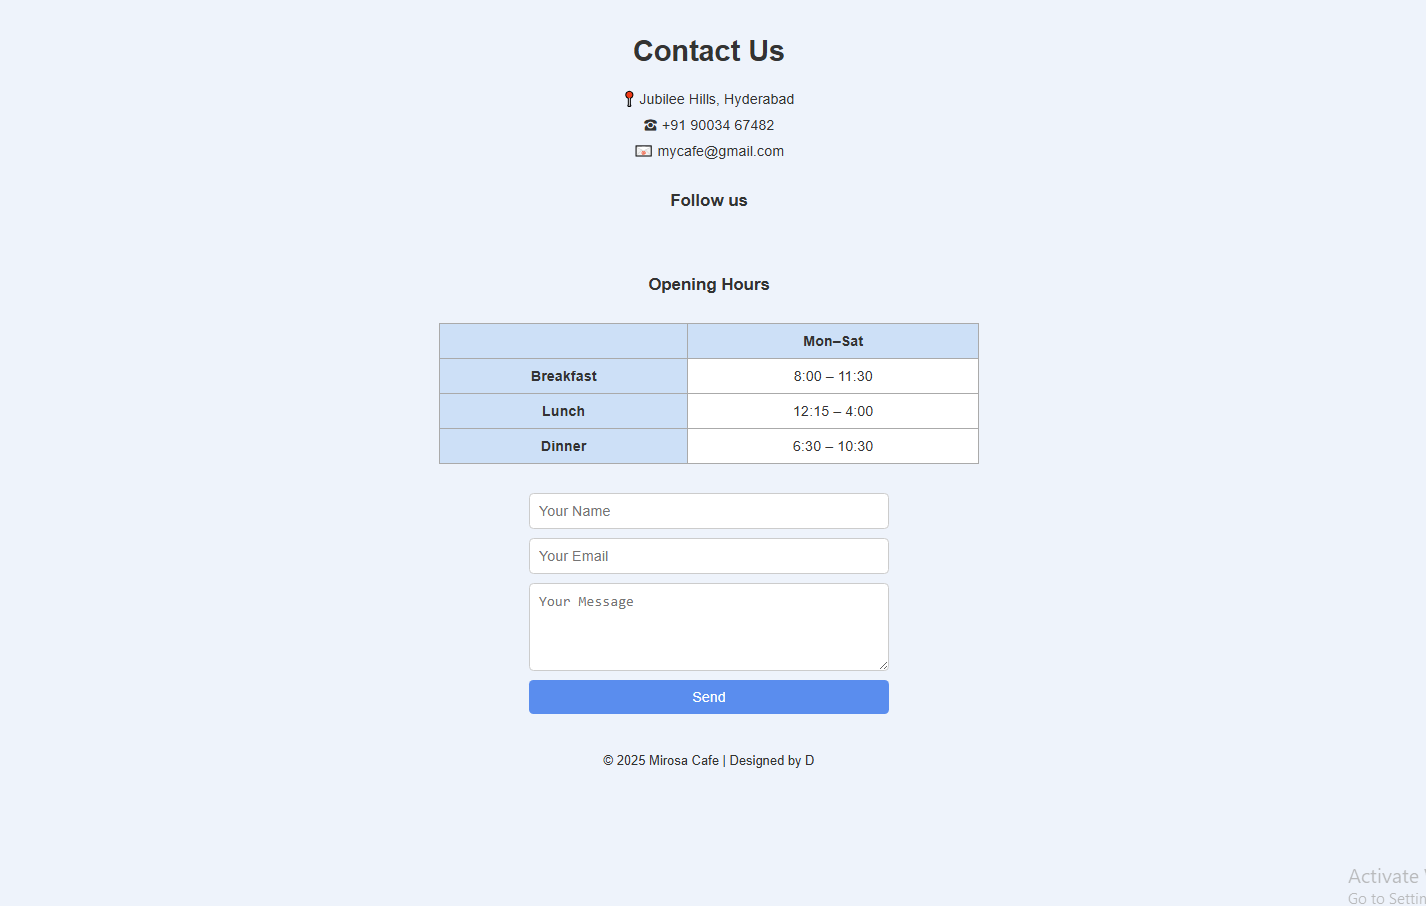 Contact Us
📍 Jubilee Hills, Hyderabad
☎ +91 90034 67482
📧 mycafe@gmail.com
Follow us
Opening Hours
Mon–Sat
Breakfast 8:00 – 11:30
Lunch 12:15 – 4:00
Dinner 6:30 – 10:30
Your Name
Your Email
Your Message
Send
© 2025 Mirosa Cafe | Designed by D
Activate
Go to